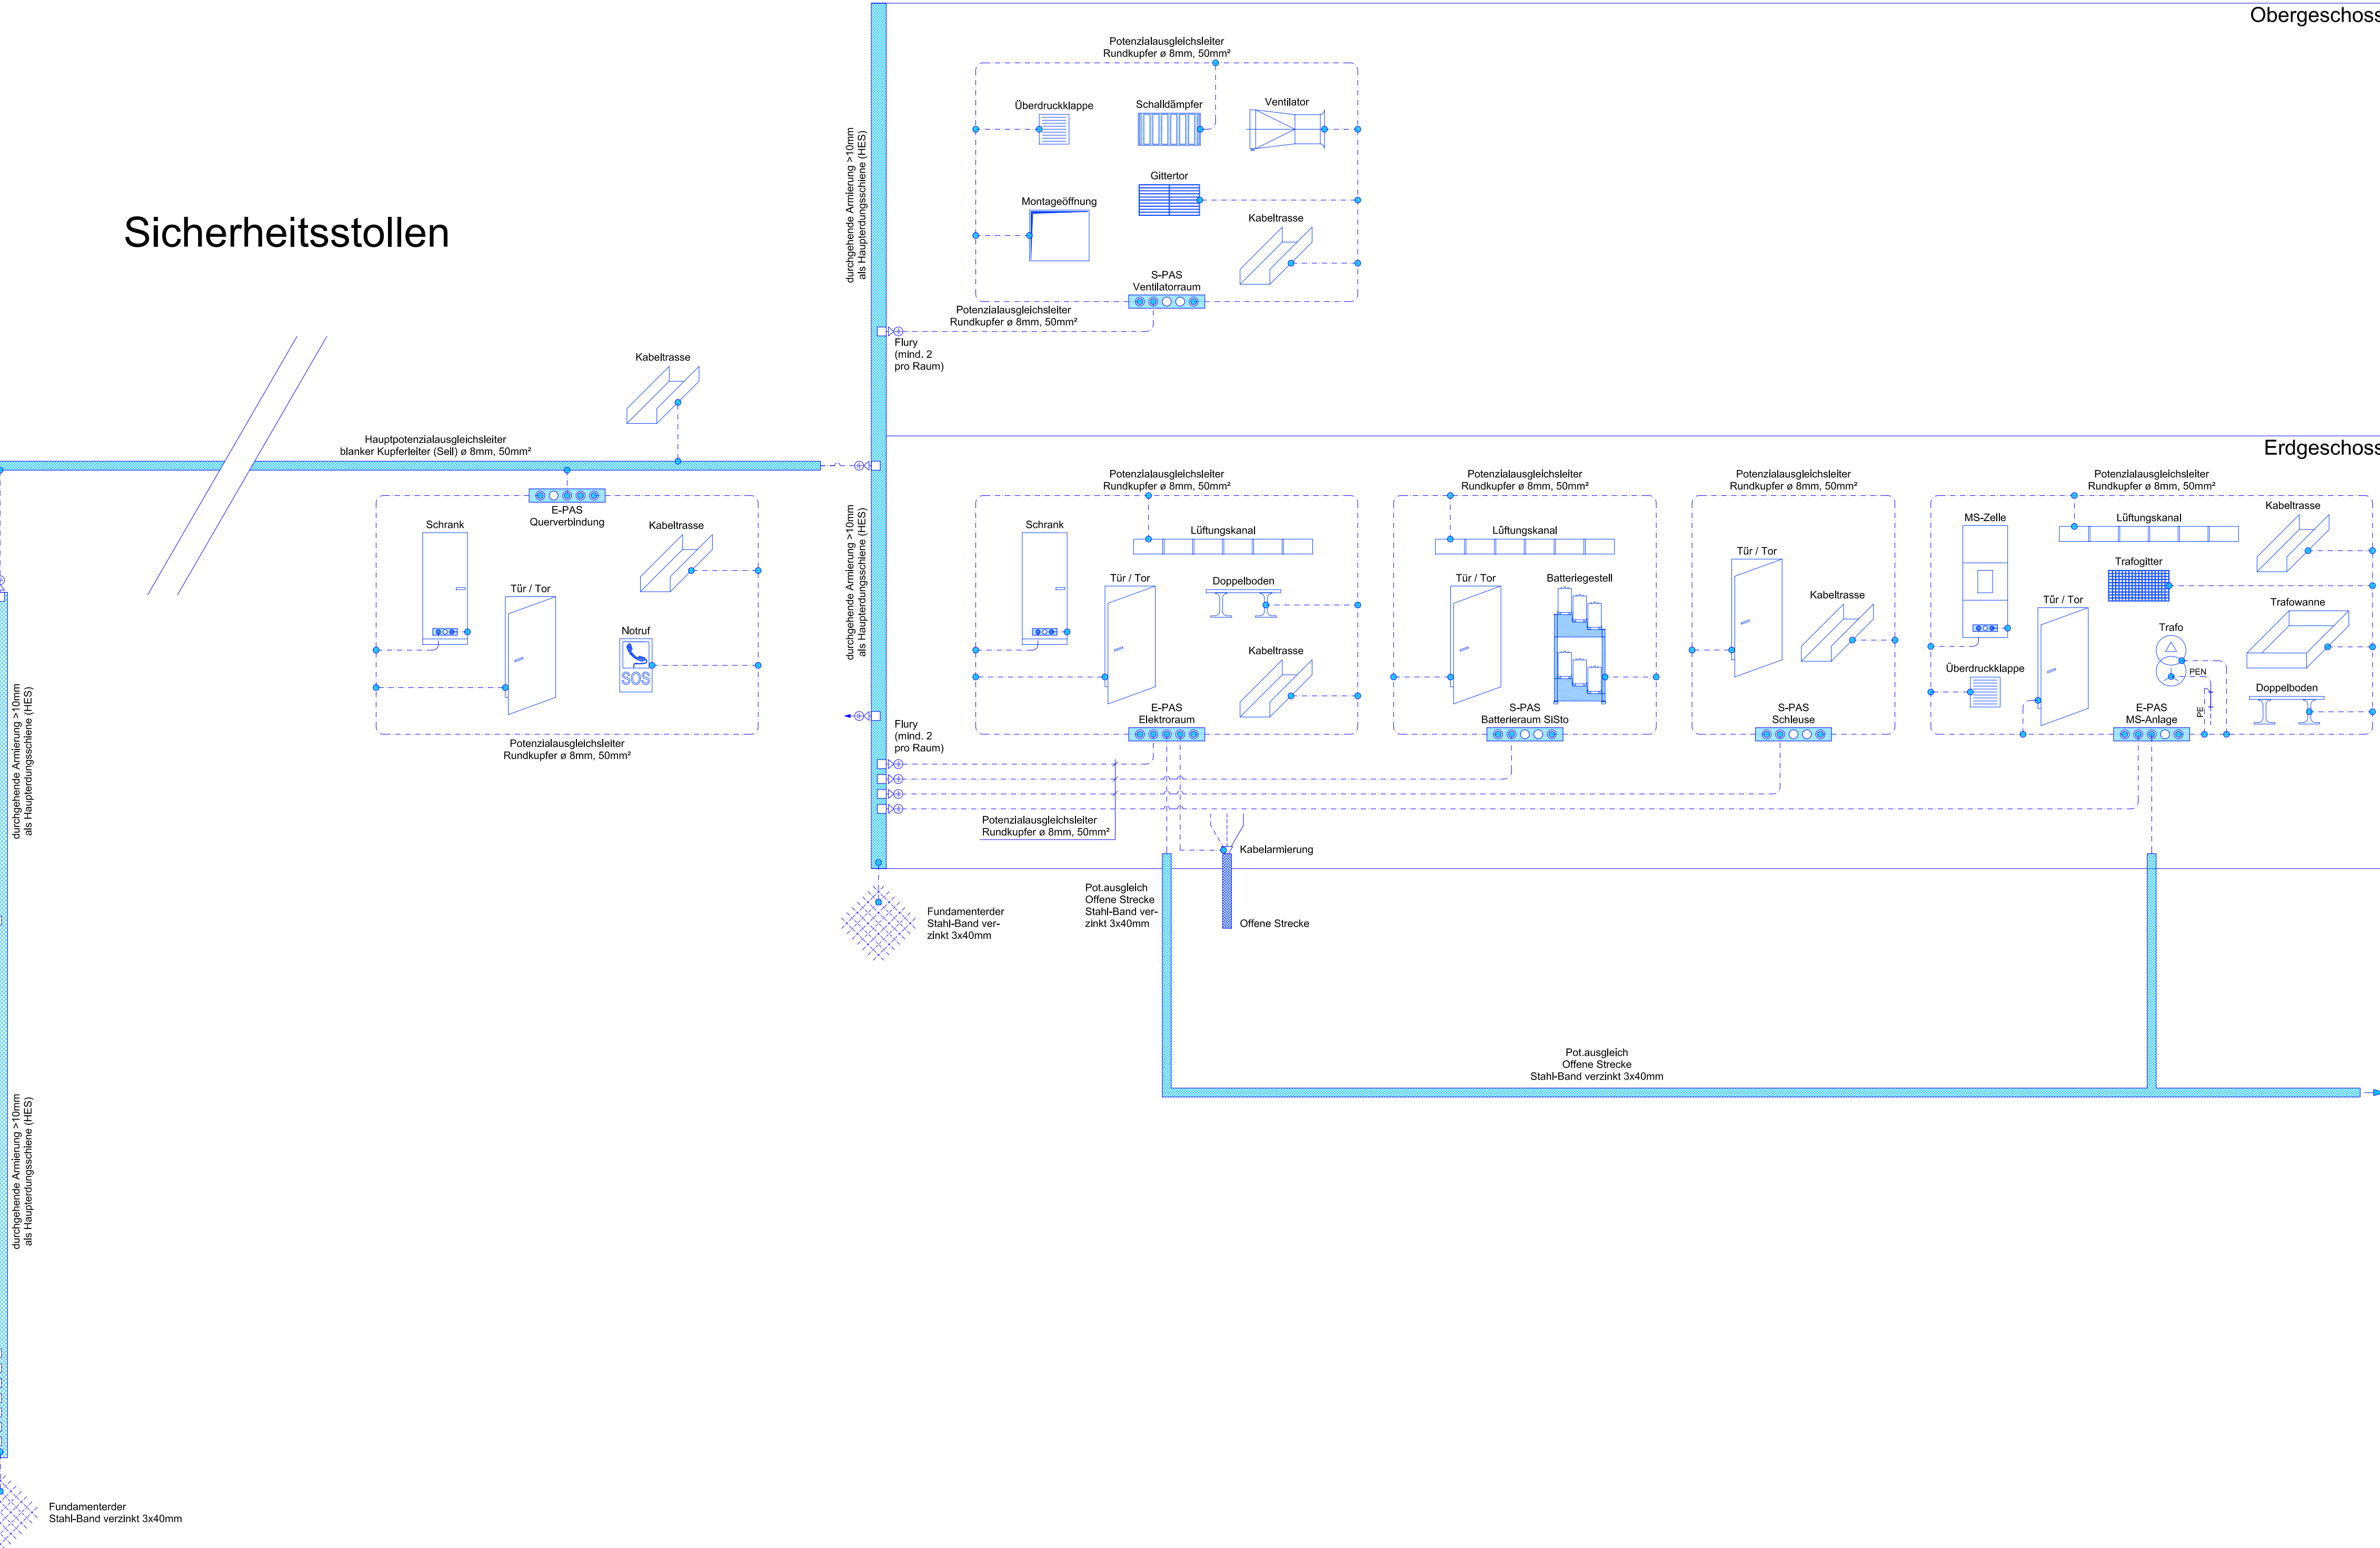 Obergeschoss
Potenzialausgleichsleiter
Rundkupfer ø 8mm, 50mm²
Überdruckklappe
Schalldämpfer
Ventilator
durchgehende Armierung >10mm
als Haupterdungsschiene (HES)
Gittertor
Montageöffnung
Kabeltrasse
S-PAS
Ventilatorraum
Potenzialausgleichsleiter
Rundkupfer ø 8mm, 50mm²
Flury
(mind. 2
pro Raum)
Sicherheitsstollen
Kabeltrasse
Hauptpotenzialausgleichsleiter
blanker Kupferleiter (Seil) ø 8mm, 50mm²
E-PAS
Querverbindung
Schrank
Kabeltrasse
Tür / Tor
Notruf
SOS
Potenzialausgleichsleiter
Rundkupfer ø 8mm, 50mm²
durchgehende Armierung >10mm
als Haupterdungsschiene (HES)
durchgehende Armierung >10mm
als Haupterdungsschiene (HES)
Fundamenterder
Stahl-Band verzinkt 3x40mm
Erdgeschoss
durchgehende Armierung >10mm
als Haupterdungsschiene (HES)
Potenzialausgleichsleiter
Rundkupfer ø 8mm, 50mm²
Schrank
Lüftungskanal
Tür / Tor
Doppelboden
Kabeltrasse
E-PAS
Elektroraum
Potenzialausgleichsleiter
Rundkupfer ø 8mm, 50mm²
Lüftungskanal
Tür / Tor
Batteriegestell
S-PAS
Batterieraum SiSto
Potenzialausgleichsleiter
Rundkupfer ø 8mm, 50mm²
Tür / Tor
Kabeltrasse
S-PAS
Schleuse
Potenzialausgleichsleiter
Rundkupfer ø 8mm, 50mm²
Kabeltrasse
MS-Zelle
Lüftungskanal
Trafogitter
Tür / Tor
Trafowanne
Trafo
Überdruckklappe
PEN
Doppelboden
PE
E-PAS
MS-Anlage
Flury
(mind. 2
pro Raum)
Potenzialausgleichsleiter
Rundkupfer ø 8mm, 50mm²
Kabelarmierung
Fundamenterder
Stahl-Band ver-
zinkt 3x40mm
Pot.ausgleich
Offene Strecke
Stahl-Band ver-
zinkt 3x40mm
Offene Strecke
Pot.ausgleich
Offene Strecke
Stahl-Band verzinkt 3x40mm